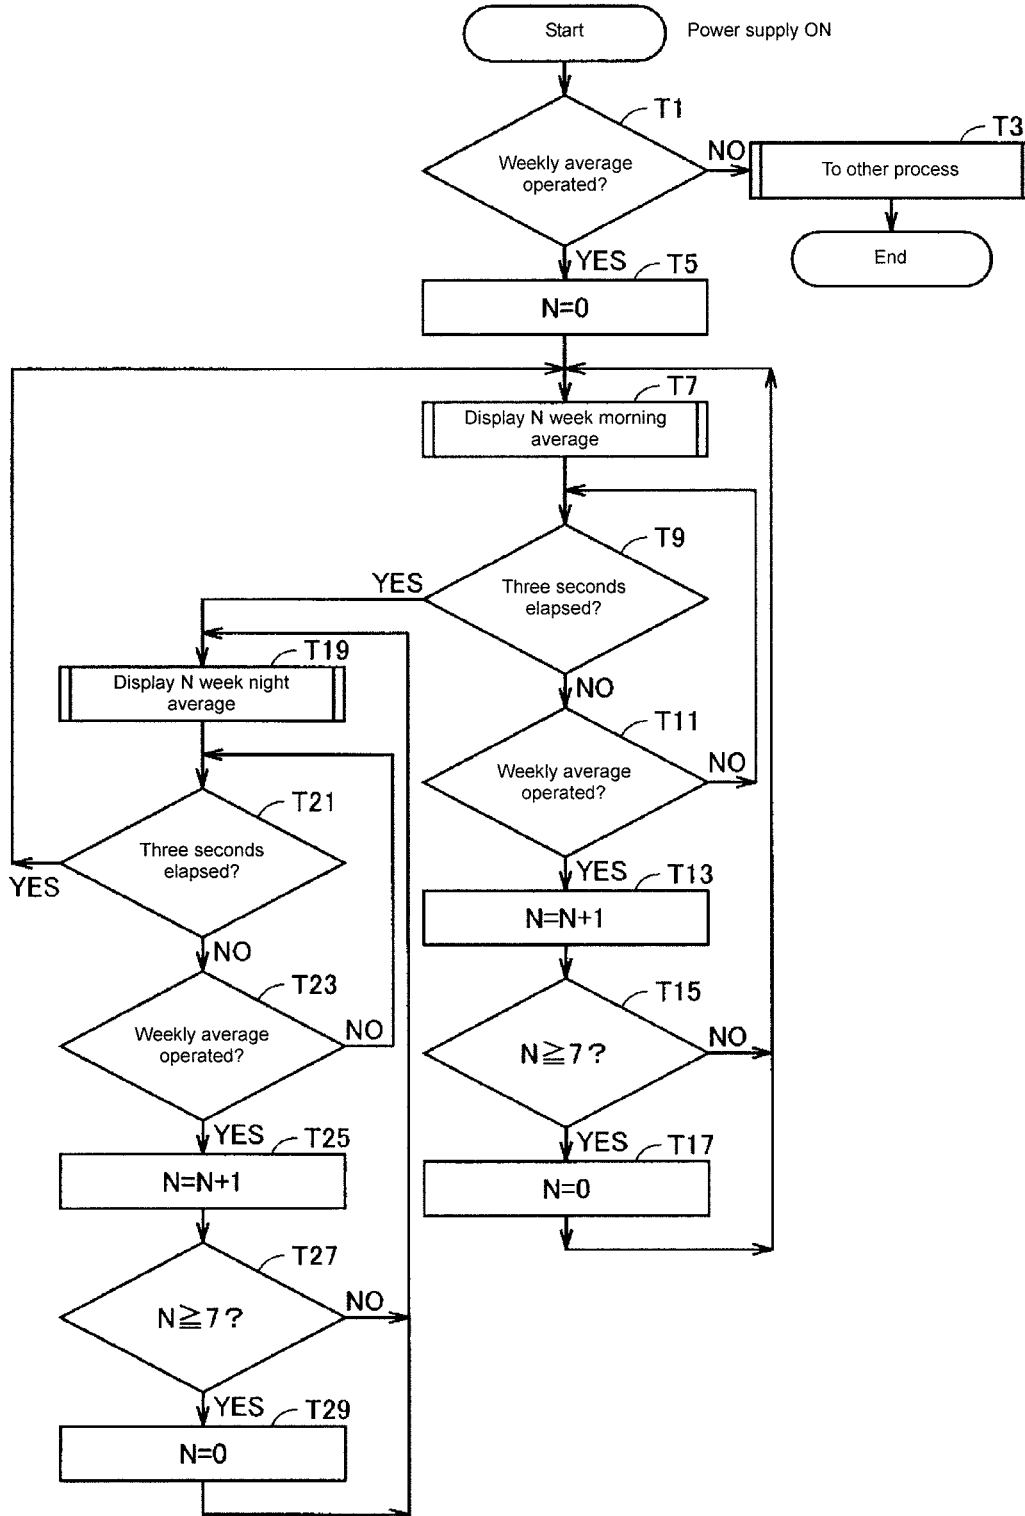 Start
Power supply ON
T1
Weekly average
operated?
NO
T3
To other process
End
YES
T5
N=0
T7
Display N week morning
average
T9
Three seconds
elapsed?
YES
NO
T11
Weekly average
operated?
NO
YES
T13
N=N+1
T15
N≧7?
NO
YES
T17
N=0
T19
Display N week night
average
T21
Three seconds
elapsed?
YES
NO
T23
Weekly average
operated?
NO
YES
T25
N=N+1
T27
N≧7?
NO
YES
T29
N=0